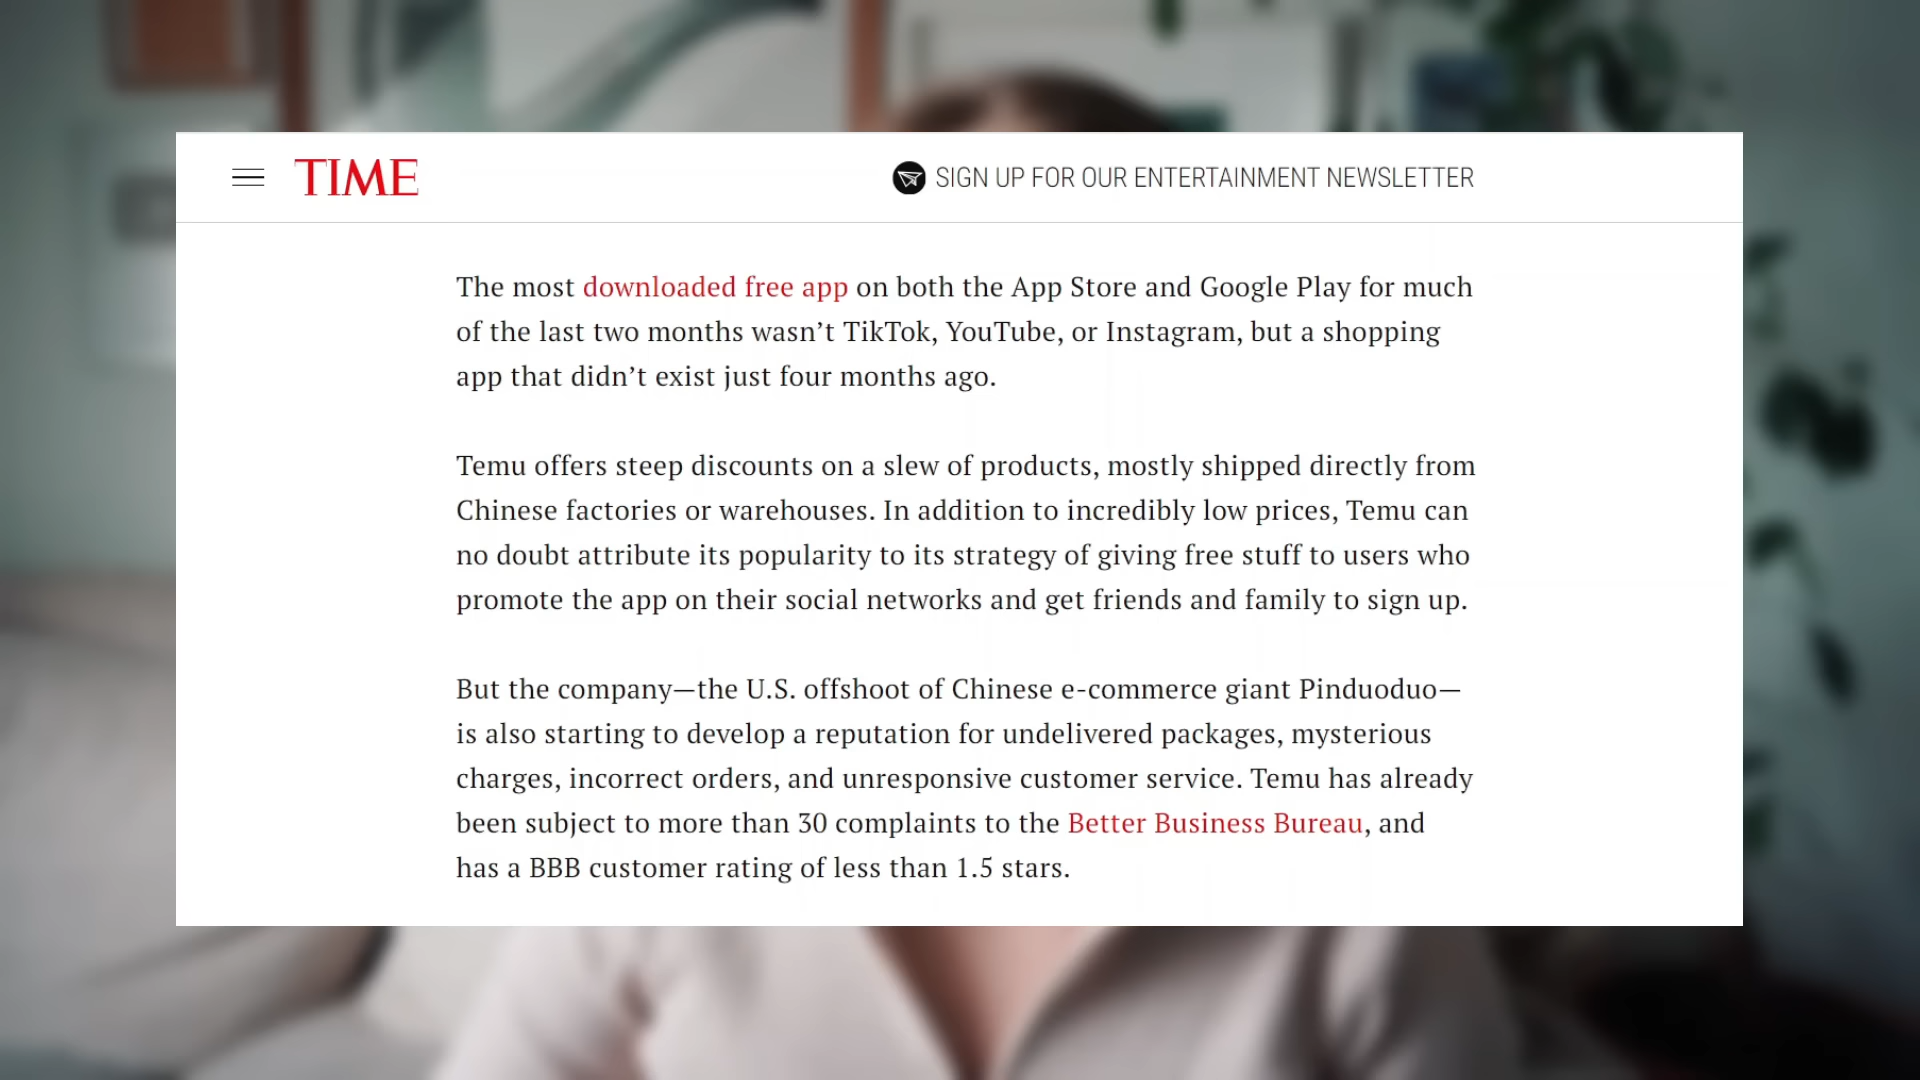 TIME
SIGN UP FOR OUR ENTERTAINMENT NEWSLETTER
The most downloaded free app on both the App Store and Google Play for much
of the last two months wasn’t TikTok, YouTube, or Instagram, but a shopping
app that didn’t exist just four months ago.
Temu offers steep discounts on a slew of products, mostly shipped directly from
Chinese factories or warehouses. In addition to incredibly low prices, Temu can
no doubt attribute its popularity to its strategy of giving free stuff to users who
promote the app on their social networks and get friends and family to sign up.
But the company—the U.S. offshoot of Chinese e-commerce giant Pinduoduo—
is also starting to develop a reputation for undelivered packages, mysterious
charges, incorrect orders, and unresponsive customer service. Temu has already
been subject to more than 30 complaints to the Better Business Bureau, and
has a BBB customer rating of less than 1.5 stars.